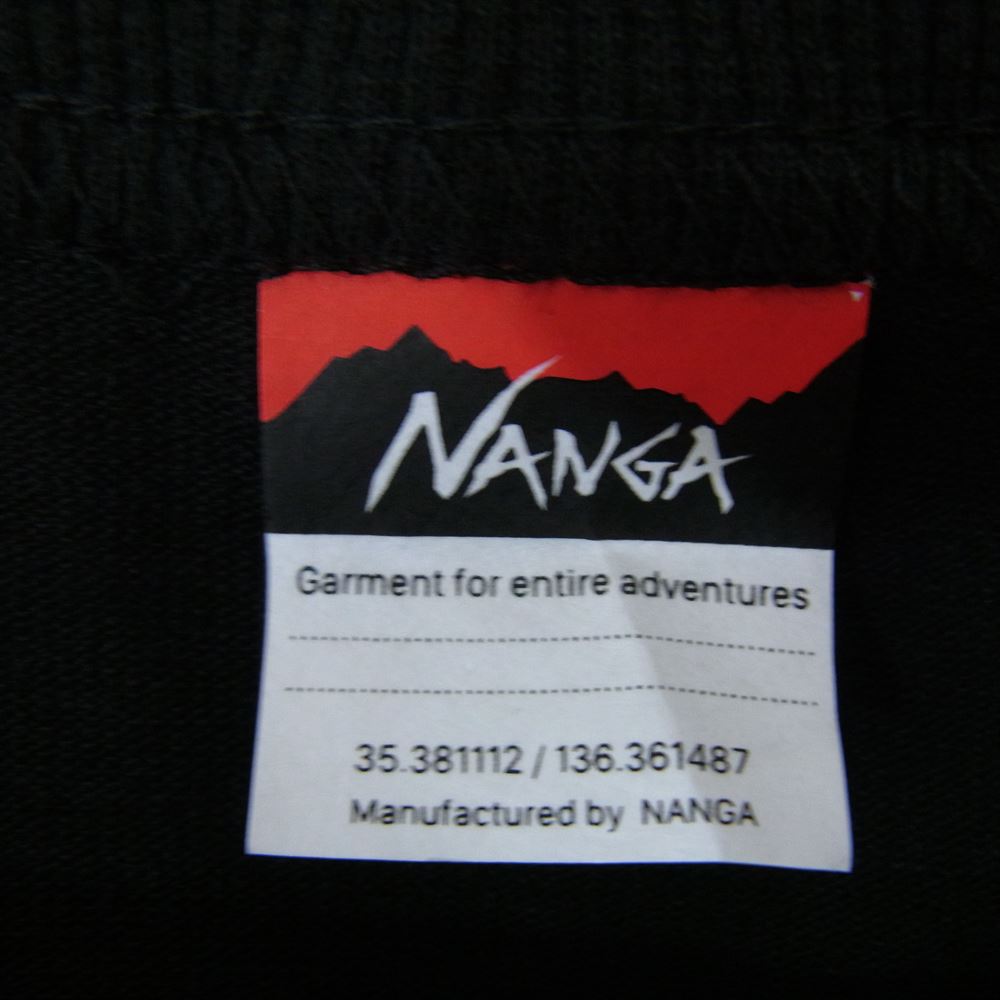 NANGA
Garment for entire adventures
35.381112 / 136.361487
Manufactured by NANGA